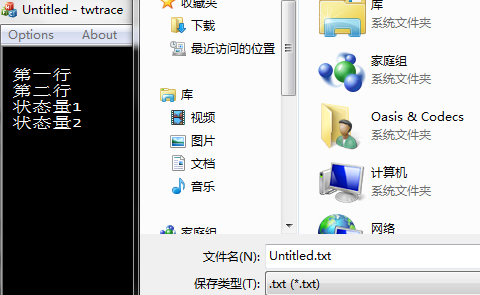 Untitled - twtrace
Options About
第一行
第二行
状态量1
状态量2
收藏夹
下载
最近访问的位置
库
视频
图片
文档
音乐
家庭组
库
系统文件夹
家庭组
系统文件夹
Oasis & Codecs
系统文件夹
计算机
系统文件夹
网络
文件名(N): Untitled.txt
保存类型(T): .txt (*.txt)